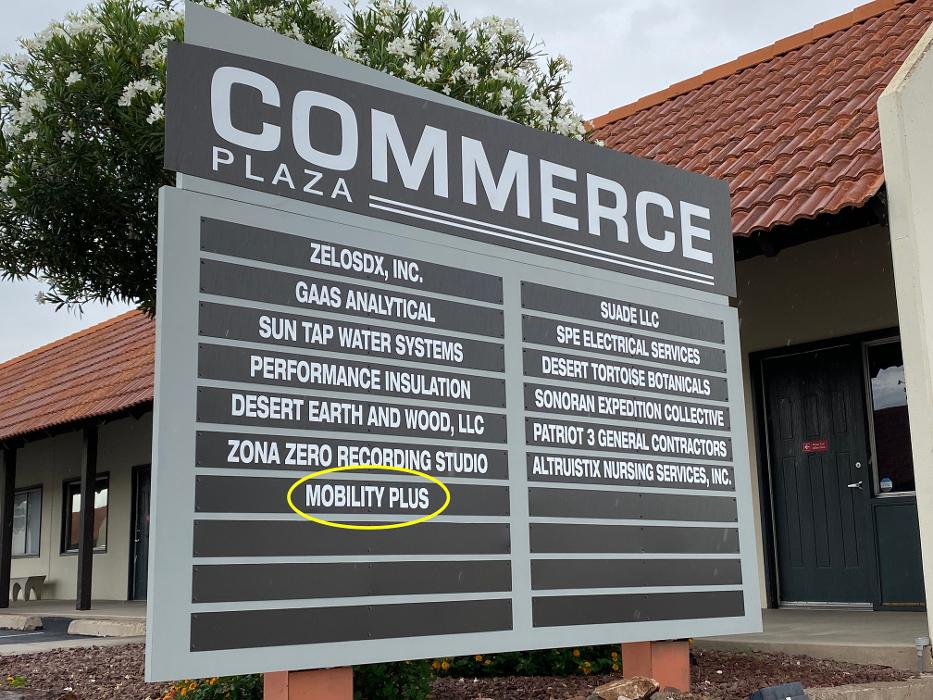 COMMERCE
PLAZA
ZELOSDX, INC.
GAAS ANALYTICAL
SUN TAP WATER SYSTEMS
PERFORMANCE INSULATION
DESERT EARTH AND WOOD, LLC
ZONA ZERO RECORDING STUDIO
MOBILITY PLUS
SUADE LLC
SPE ELECTRICAL SERVICES
DESERT TORTOISE BOTANICALS
SONORAN EXPEDITION COLLECTIVE
PATRIOT 3 GENERAL CONTRACTORS
ALTRUISTIX NURSING SERVICES, INC.